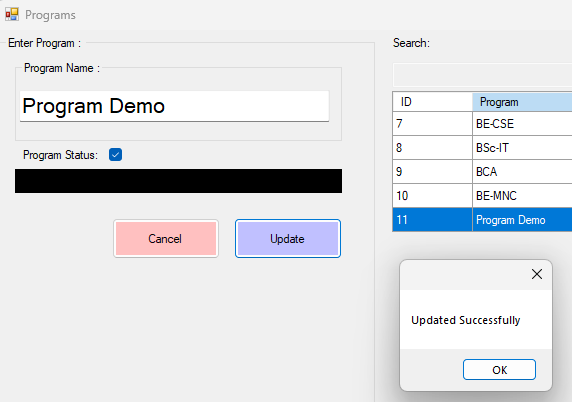 Programs
Enter Program :
Search:
Program Name :
Program Demo
Program Status:
Cancel
Update
ID Program
7 BE-CSE
8 BSc-IT
9 BCA
10 BE-MNC
11 Program Demo
Updated Successfully
OK